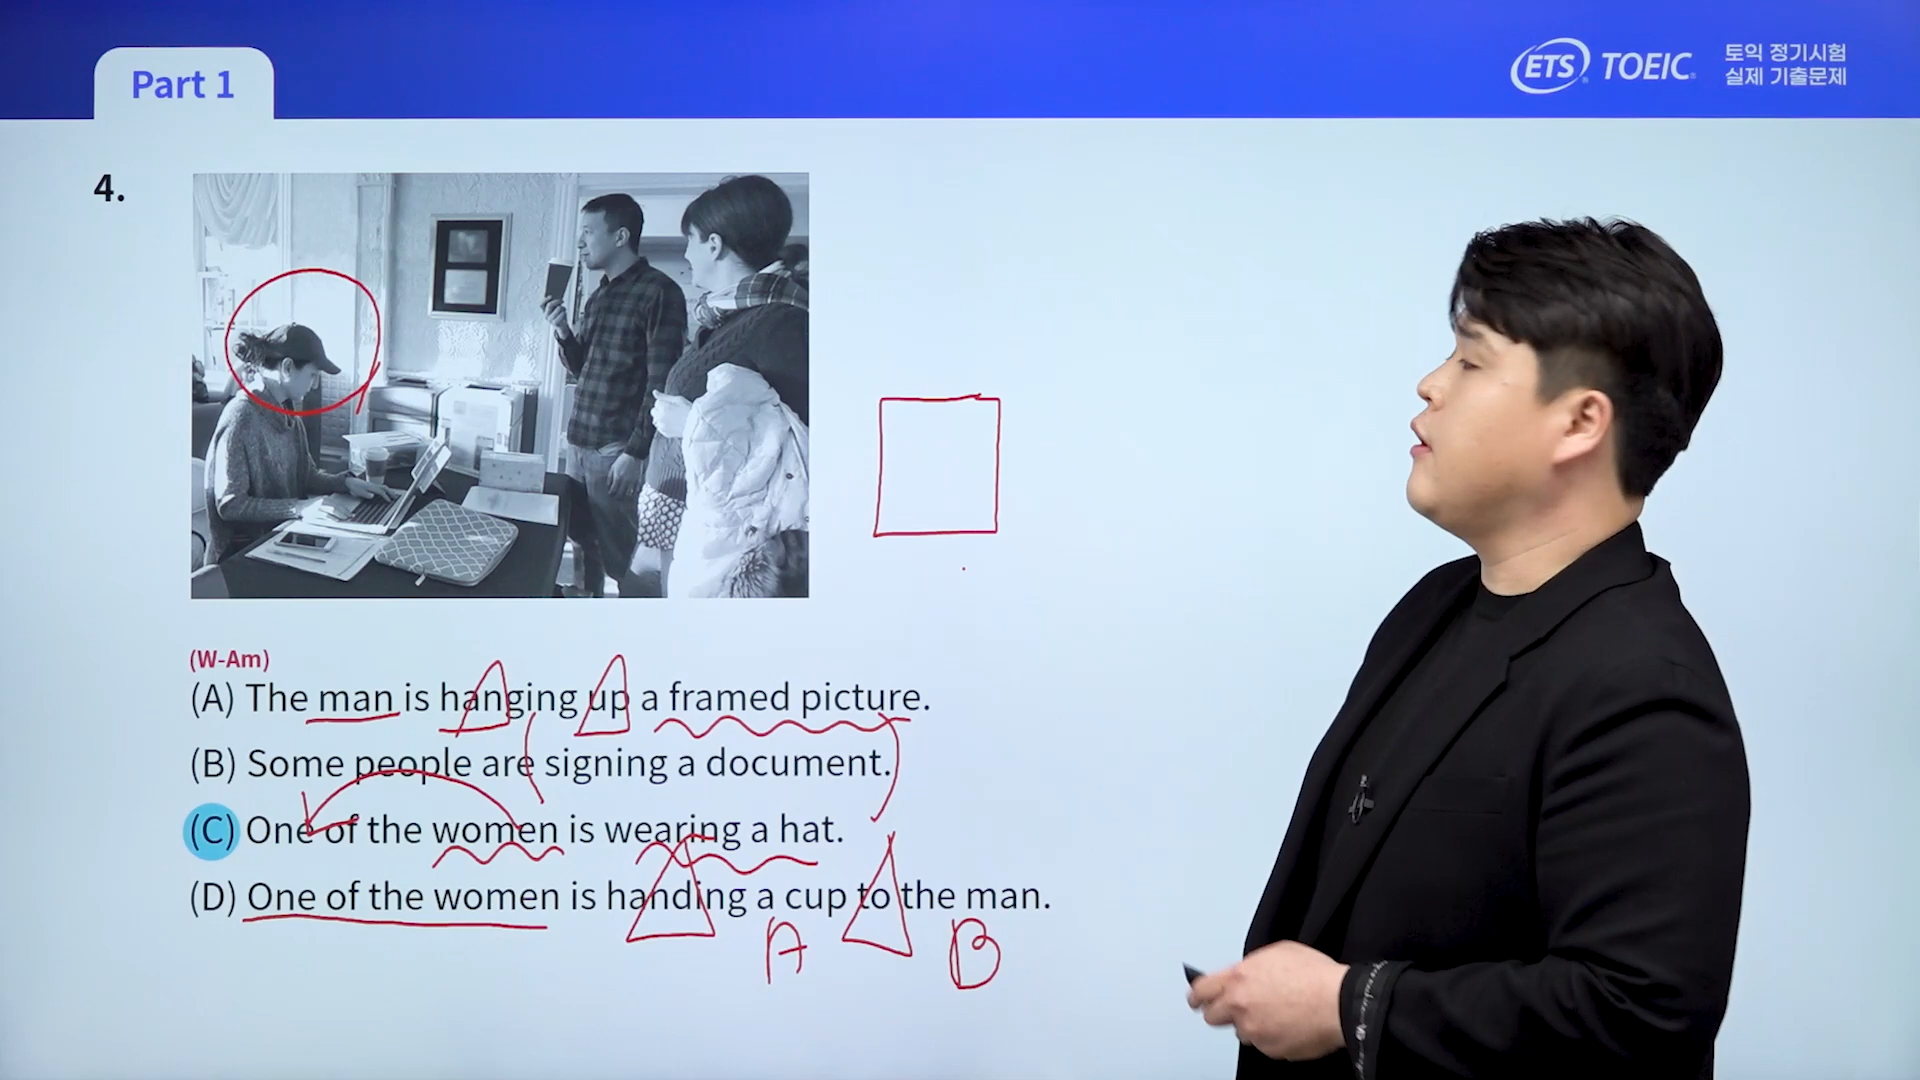 Part 1
ETS TOEIC
토익 정기시험
실제 기출문제
4.
(W-Am)
(A) The man is hanging up a framed picture.
(B) Some people are signing a document.
(C) One of the women is wearing a hat.
(D) One of the women is handing a cup to the man.
A B